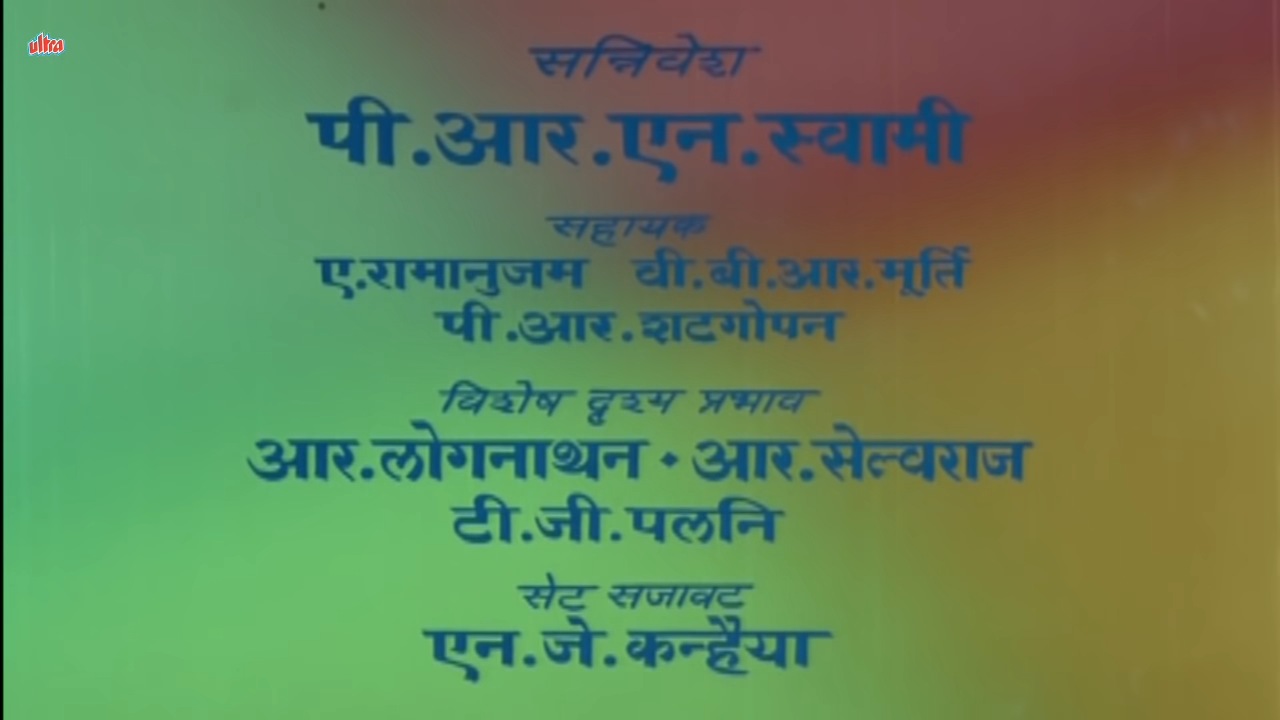 ultra
सन्निवेश
पी.आर.एन.स्वामी
सहायक
ए.रामानुजम वी.बी.आर.मूर्ति
पी.आर.शटगोपन
विशेष दृश्म प्रभाव
आर.लोगनाथन • आर.सेल्वराज
टी.जी.पलनि
सेट सजावट
एन.जे.कन्हैया